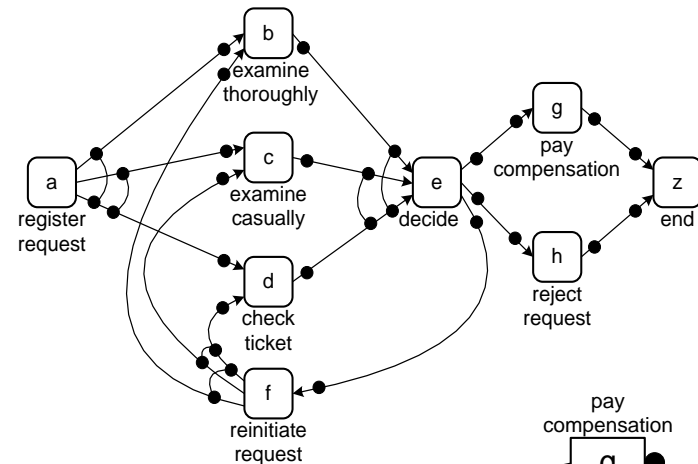 b
examine
thoroughly
g
pay
compensation
c
examine
casually
a
register
request
e
decide
z
end
d
check
ticket
h
reject
request
f
reinitiate
request
pay
compensation
g